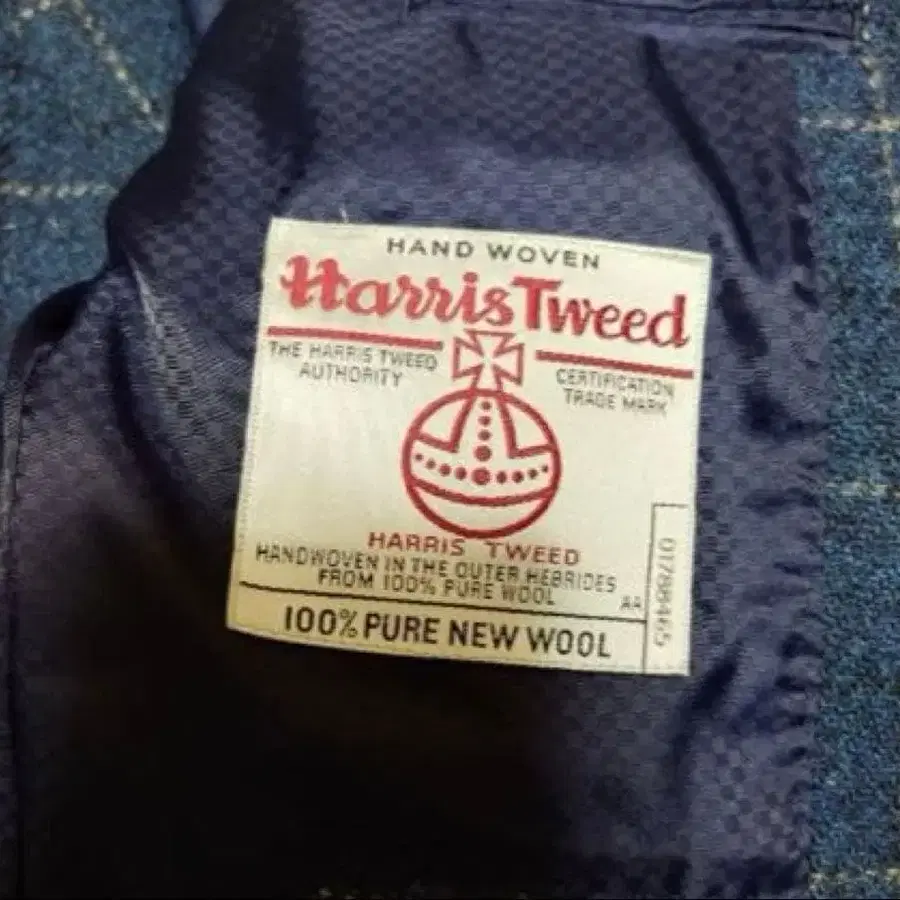 HAND WOVEN
Harris Tweed
THE HARRIS TWEED
AUTHORITY
CERTIFICATION
TRADE MARK
HARRIS TWEED
HANDWOVEN IN THE OUTER HEBRIDES
FROM 100% PURE WOOL
AA
100% PURE NEW WOOL
01788465